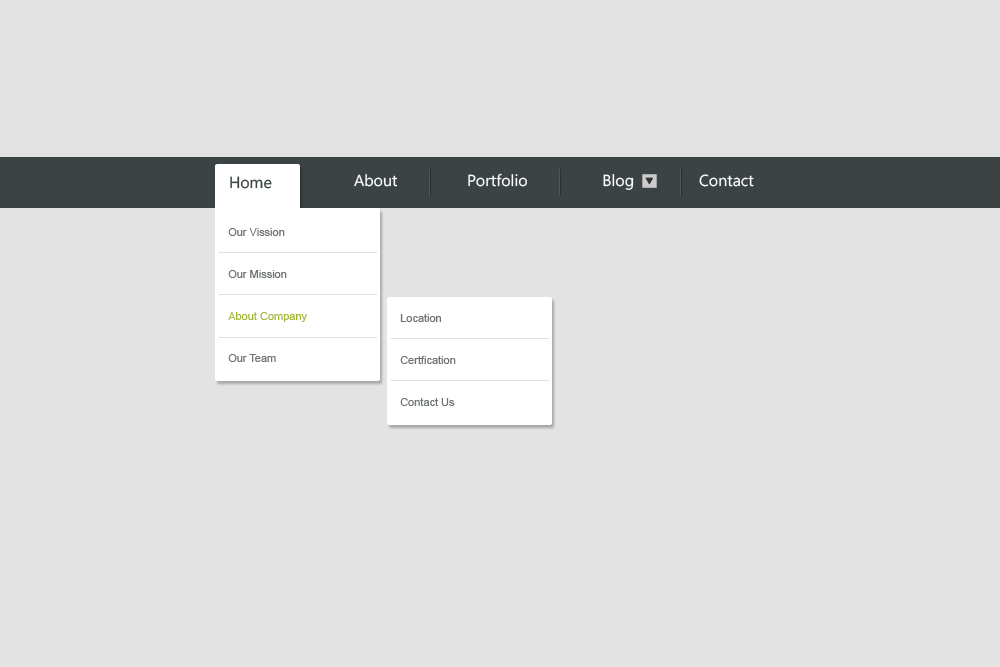 Home About Portfolio Blog Contact
Our Vission
Our Mission
About Company
Our Team
Location
Certfication
Contact Us